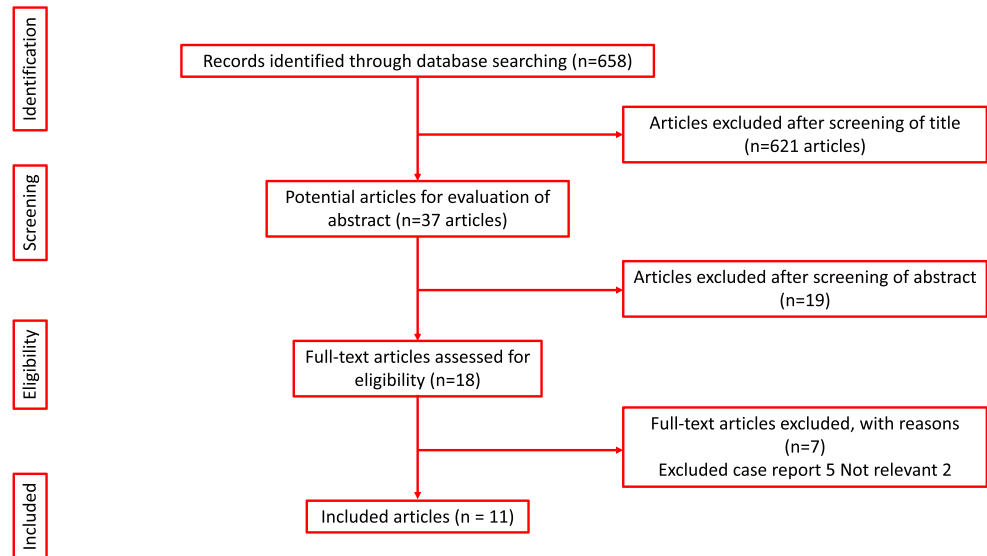 Identification
Records identified through database searching (n=658)
Articles excluded after screening of title
(n=621 articles)
Screening
Potential articles for evaluation of
abstract (n=37 articles)
Articles excluded after screening of abstract
(n=19)
Eligibility
Full-text articles assessed for
eligibility (n=18)
Full-text articles excluded, with reasons
(n=7)
Excluded case report 5 Not relevant 2
Included
Included articles (n = 11)